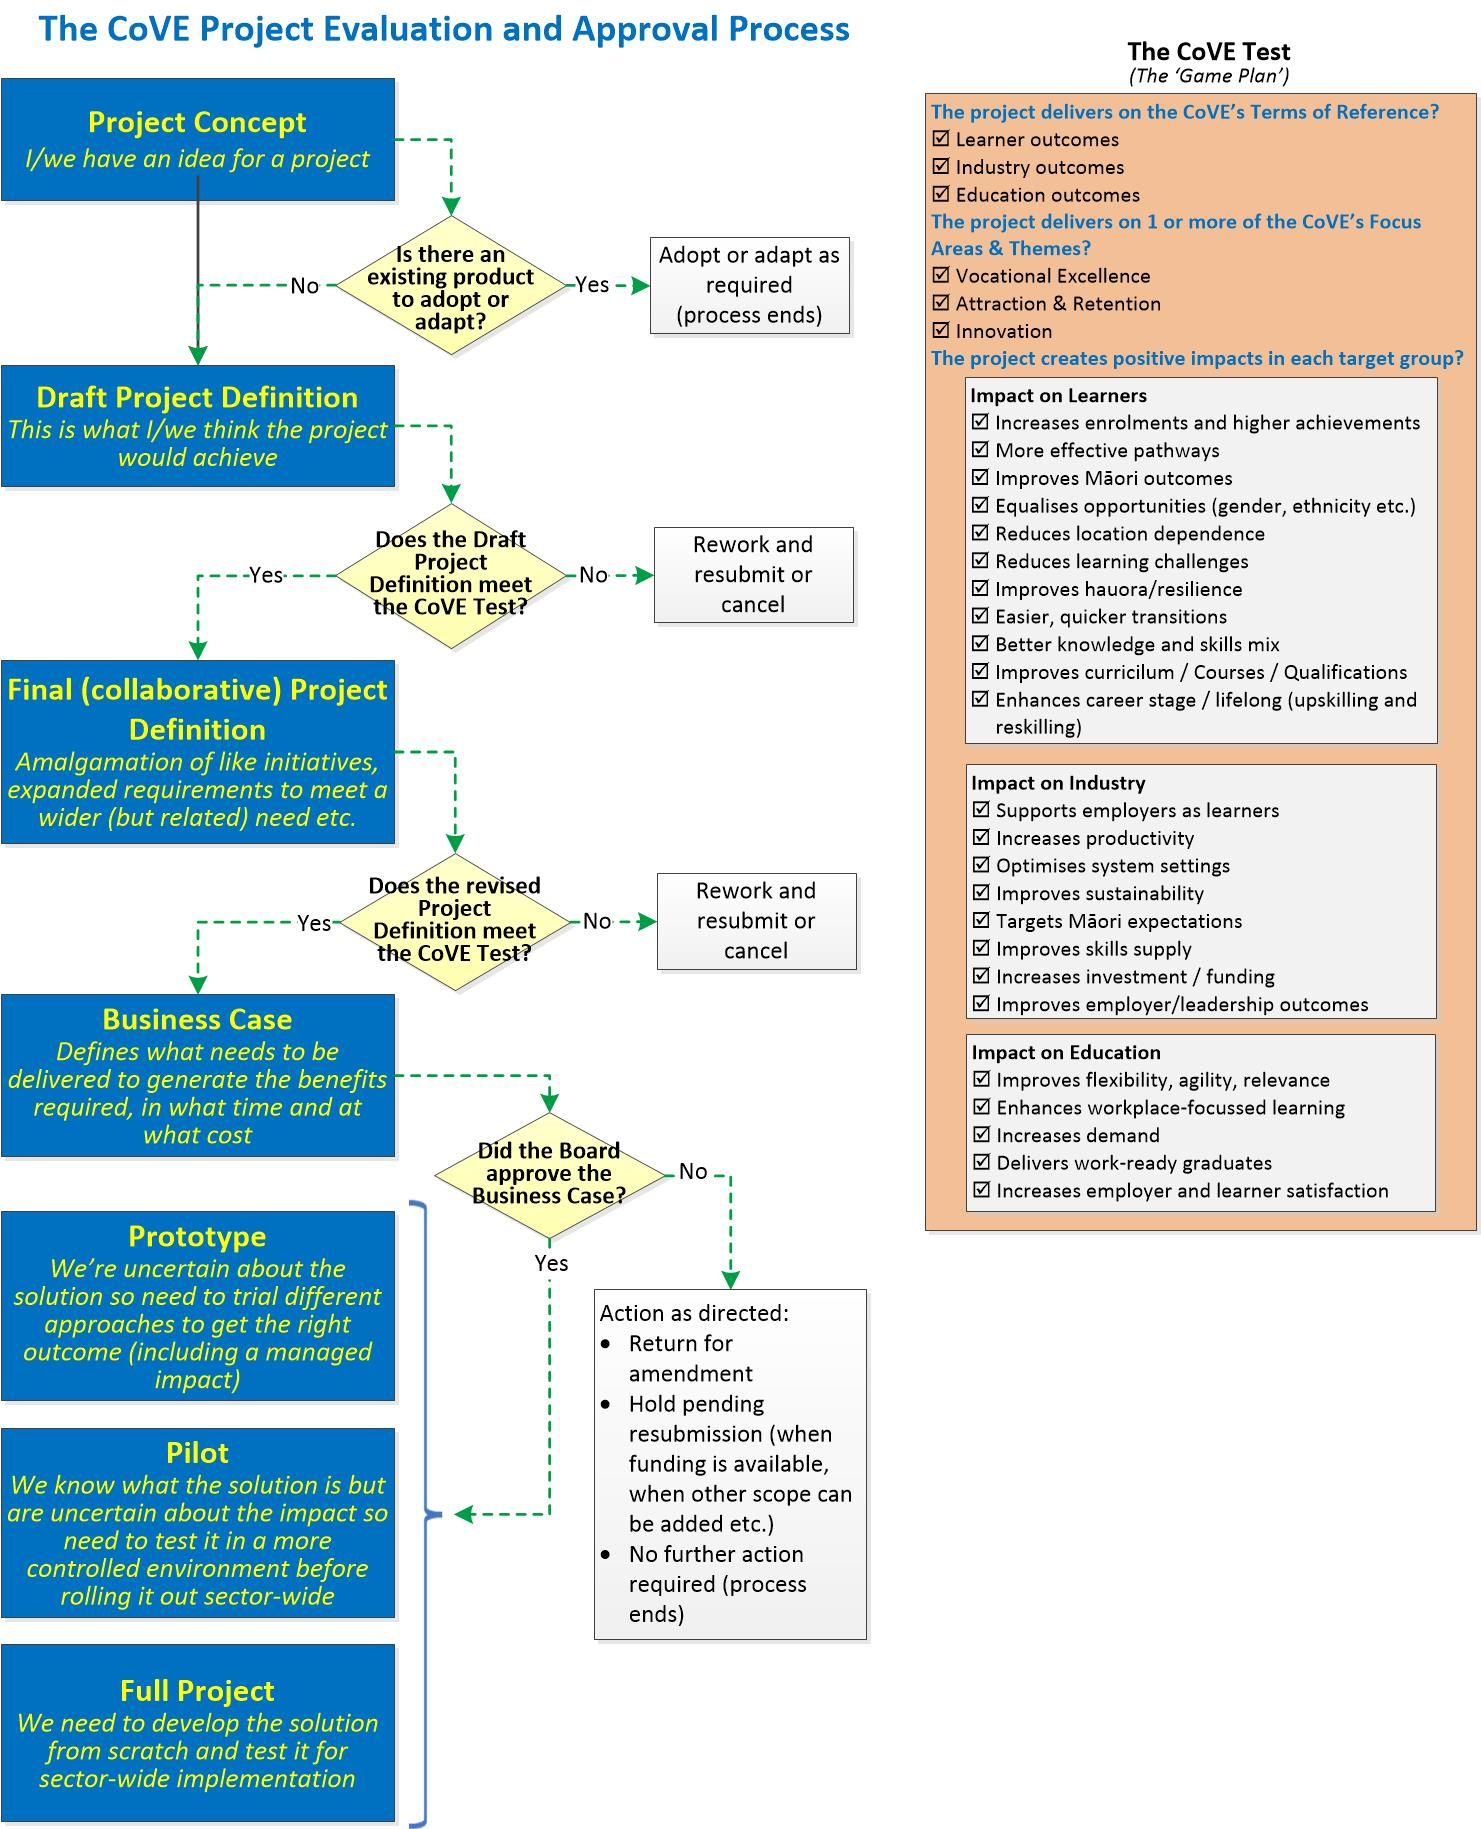 The CoVE Project Evaluation and Approval Process
Project Concept
I/we have an idea for a project
Is there an
existing product
to adopt or
adapt?
No
Yes
Adopt or adapt as
required
(process ends)
Draft Project Definition
This is what I/we think the project
would achieve
Does the Draft
Project
Definition meet
the CoVE Test?
Yes
No
Rework and
resubmit or
cancel
Final (collaborative) Project
Definition
Amalgamation of like initiatives,
expanded requirements to meet a
wider (but related) need etc.
Does the revised
Project
Definition meet
the CoVE Test?
Yes
No
Rework and
resubmit or
cancel
Business Case
Defines what needs to be
delivered to generate the benefits
required, in what time and at
what cost
Did the Board
approve the
Business Case?
No
Yes
Action as directed:
• Return for
amendment
• Hold pending
resubmission (when
funding is available,
when other scope can
be added etc.)
• No further action
required (process
ends)
Prototype
We're uncertain about the
solution so need to trial different
approaches to get the right
outcome (including a managed
impact)
Pilot
We know what the solution is but
are uncertain about the impact so
need to test it in a more
controlled environment before
rolling it out sector-wide
Full Project
We need to develop the solution
from scratch and test it for
sector-wide implementation
The CoVE Test
(The ‘Game Plan’)
The project delivers on the CoVE's Terms of Reference?
☑ Learner outcomes
☑ Industry outcomes
☑ Education outcomes
The project delivers on 1 or more of the CoVE's Focus
Areas & Themes?
☑ Vocational Excellence
☑ Attraction & Retention
☑ Innovation
The project creates positive impacts in each target group?
Impact on Learners
☑ Increases enrolments and higher achievements
☑ More effective pathways
☑ Improves Māori outcomes
☑ Equalises opportunities (gender, ethnicity etc.)
☑ Reduces location dependence
☑ Reduces learning challenges
☑ Improves hauora/resilience
☑ Easier, quicker transitions
☑ Better knowledge and skills mix
☑ Improves curricilum / Courses / Qualifications
☑ Enhances career stage / lifelong (upskilling and
reskilling)
Impact on Industry
☑ Supports employers as learners
☑ Increases productivity
☑ Optimises system settings
☑ Improves sustainability
☑ Targets Māori expectations
☑ Improves skills supply
☑ Increases investment / funding
☑ Improves employer/leadership outcomes
Impact on Education
☑ Improves flexibility, agility, relevance
☑ Enhances workplace-focussed learning
☑ Increases demand
☑ Delivers work-ready graduates
☑ Increases employer and learner satisfaction